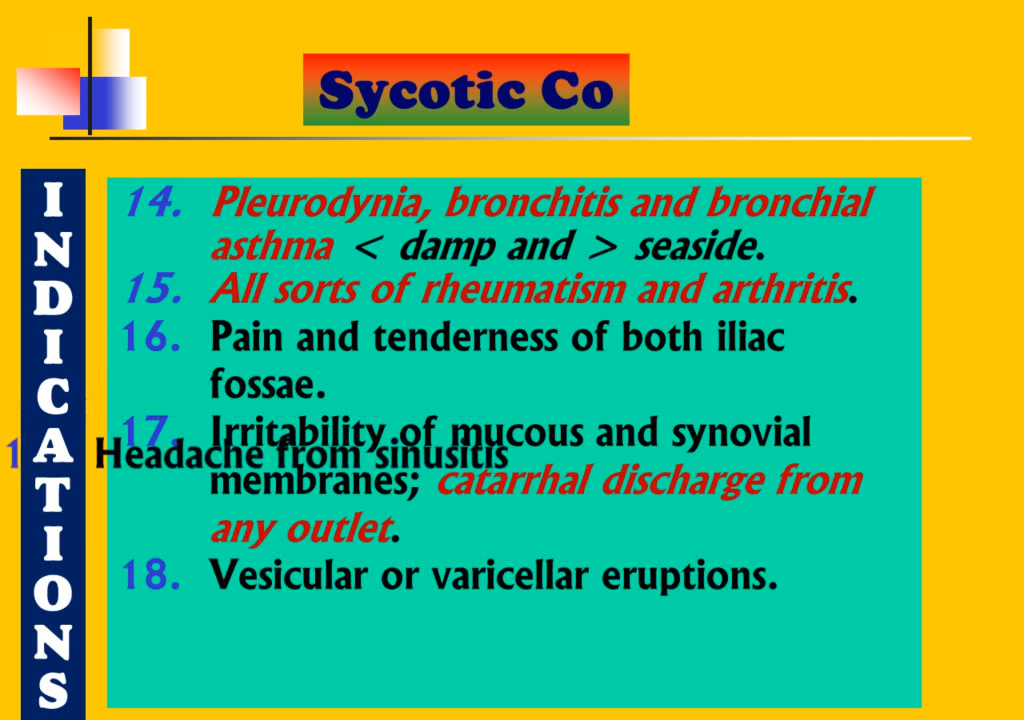 Sycotic Co
INDICATIONS
14. Pleurodynia, bronchitis and bronchial
asthma < damp and > seaside.
15. All sorts of rheumatism and arthritis.
16. Pain and tenderness of both iliac
fossae.
17. Irritability of mucous and synovial
1
Headache from sinusitis
membranes; catarrhal discharge from
any outlet.
18. Vesicular or varicellar eruptions.